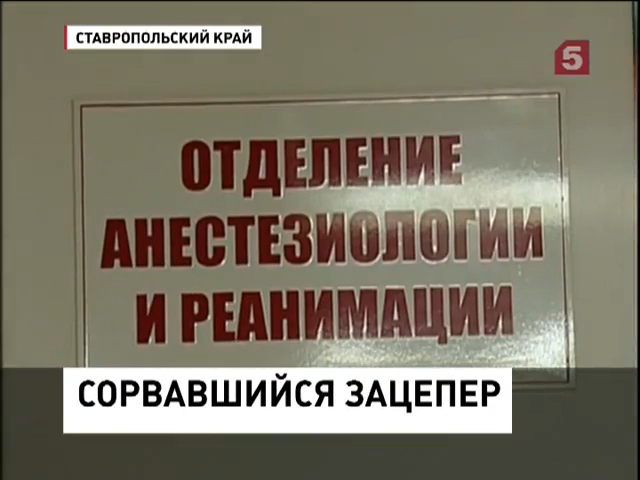 СТАВРОПОЛЬСКИЙ КРАЙ
5
ОТДЕЛЕНИЕ
АНЕСТЕЗИОЛОГИИ
И РЕАНИМАЦИИ
СОРВАВШИЙСЯ ЗАЦЕПЕР